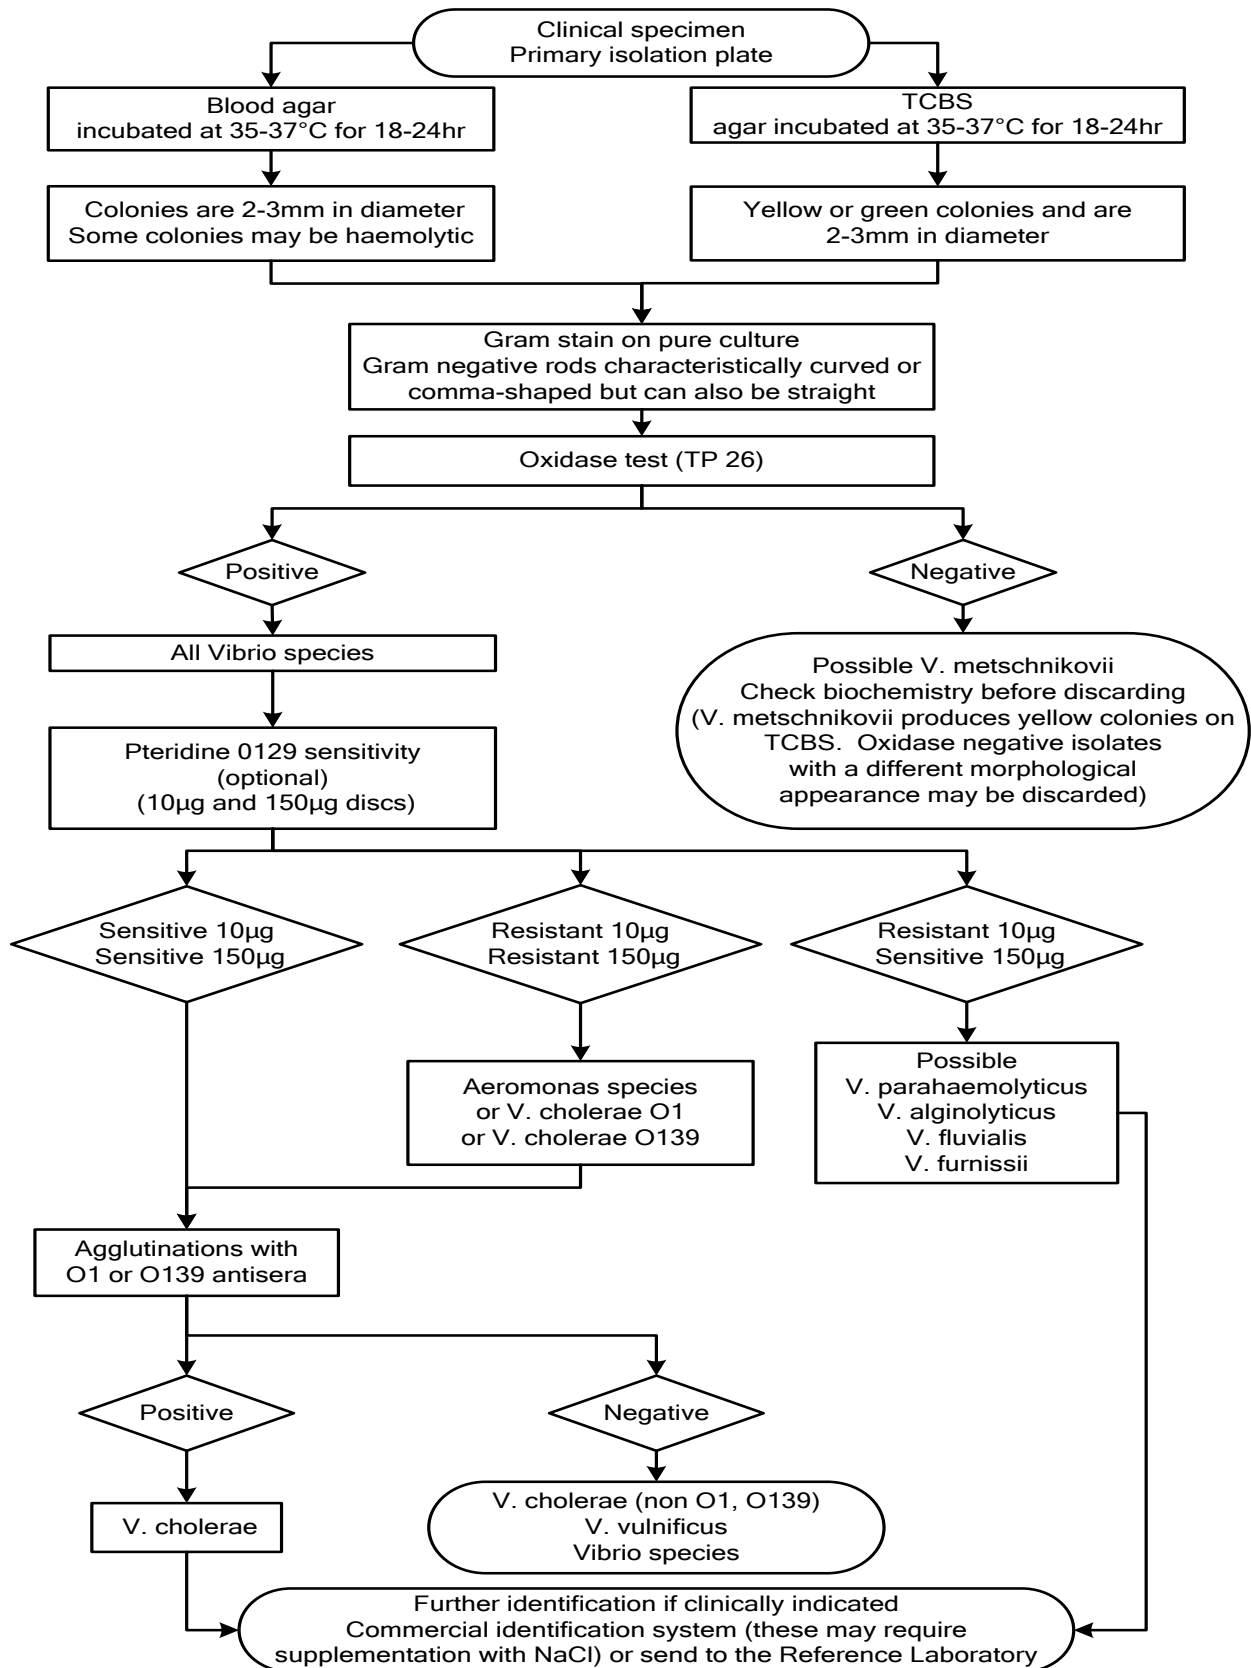 Clinical specimen
Primary isolation plate
Blood agar
incubated at 35-37°C for 18-24hr
TCBS
agar incubated at 35-37°C for 18-24hr
Colonies are 2-3mm in diameter
Some colonies may be haemolytic
Yellow or green colonies and are
2-3mm in diameter
Gram stain on pure culture
Gram negative rods characteristically curved or
comma-shaped but can also be straight
Oxidase test (TP 26)
Positive
Negative
All Vibrio species
Possible V. metschnikovii
Check biochemistry before discarding
(V. metschnikovii produces yellow colonies on
TCBS. Oxidase negative isolates
with a different morphological
appearance may be discarded)
Pteridine 0129 sensitivity
(optional)
(10µg and 150µg discs)
Sensitive 10µg
Sensitive 150µg
Resistant 10µg
Resistant 150µg
Resistant 10µg
Sensitive 150µg
Aeromonas species
or V. cholerae O1
or V. cholerae O139
Possible
V. parahaemolyticus
V. alginolyticus
V. fluvialis
V. furnissii
Agglutinations with
O1 or O139 antisera
Positive
Negative
V. cholerae
V. cholerae (non O1, O139)
V. vulnificus
Vibrio species
Further identification if clinically indicated
Commercial identification system (these may require
supplementation with NaCl) or send to the Reference Laboratory